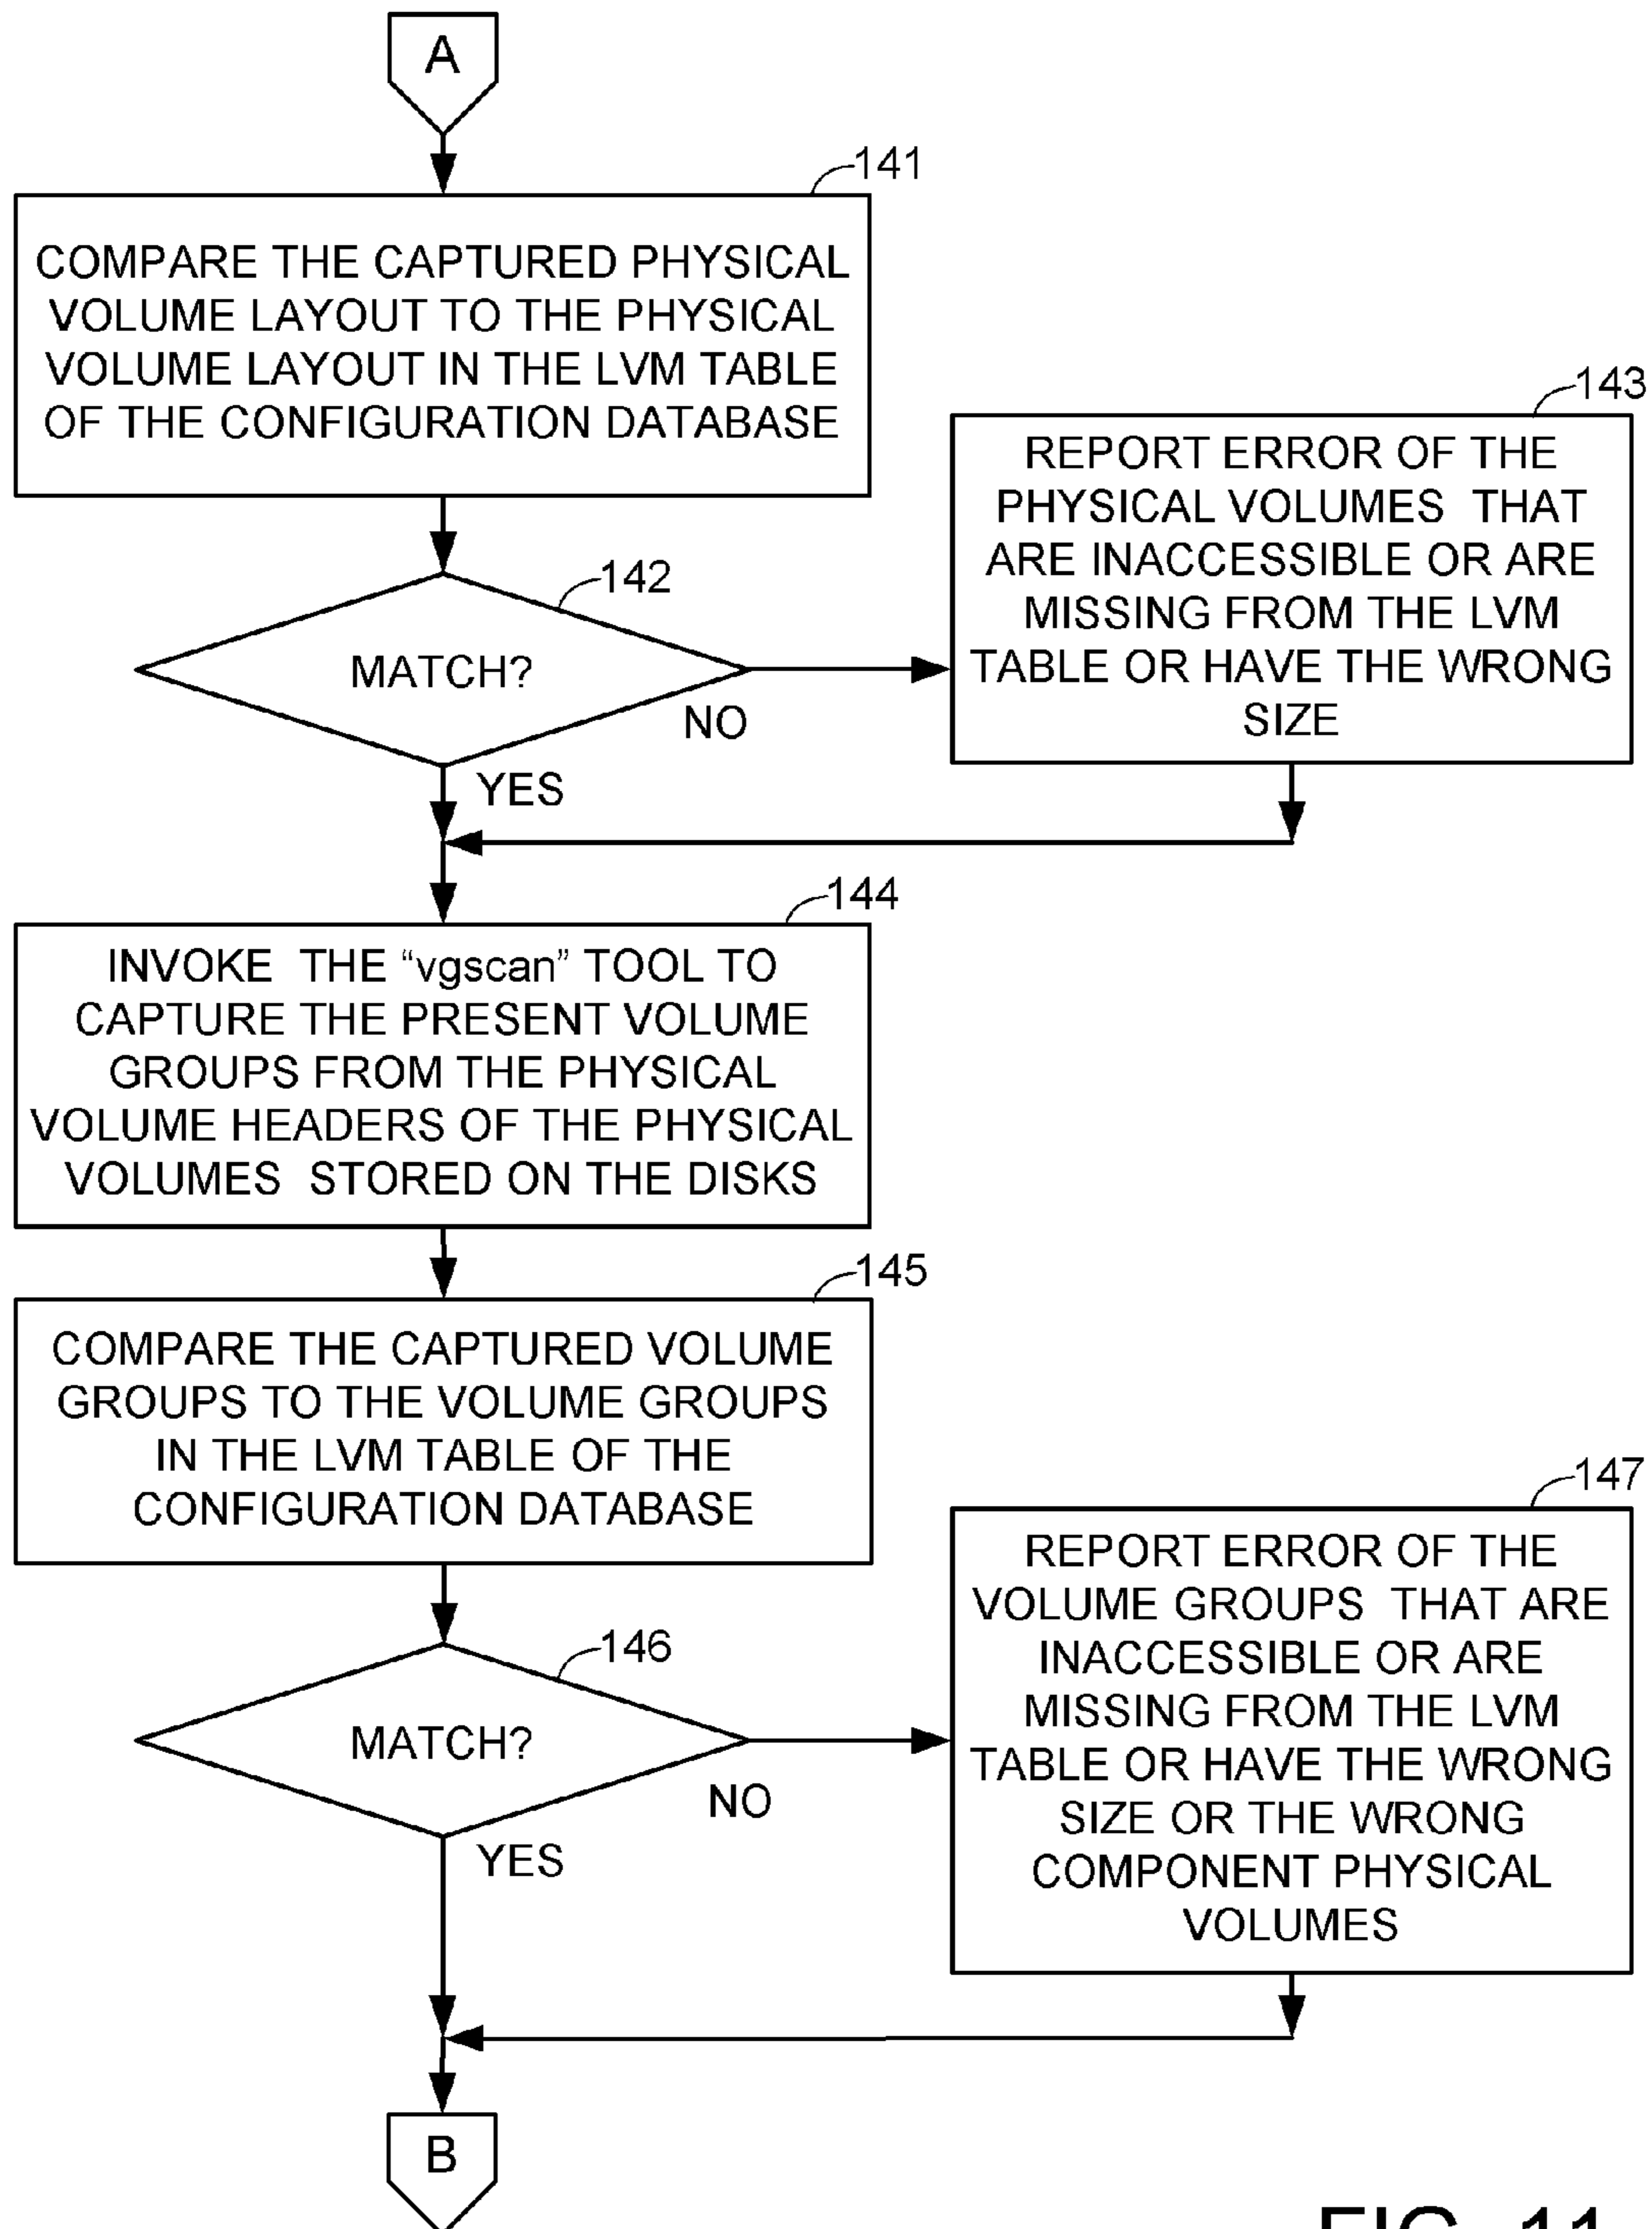 A
141
COMPARE THE CAPTURED PHYSICAL
VOLUME LAYOUT TO THE PHYSICAL
VOLUME LAYOUT IN THE LVM TABLE
OF THE CONFIGURATION DATABASE
142
MATCH?
NO
YES
143
REPORT ERROR OF THE
PHYSICAL VOLUMES THAT
ARE INACCESSIBLE OR ARE
MISSING FROM THE LVM
TABLE OR HAVE THE WRONG
SIZE
144
INVOKE THE “vgscan” TOOL TO
CAPTURE THE PRESENT VOLUME
GROUPS FROM THE PHYSICAL
VOLUME HEADERS OF THE PHYSICAL
VOLUMES STORED ON THE DISKS
145
COMPARE THE CAPTURED VOLUME
GROUPS TO THE VOLUME GROUPS
IN THE LVM TABLE OF THE
CONFIGURATION DATABASE
146
MATCH?
NO
YES
147
REPORT ERROR OF THE
VOLUME GROUPS THAT ARE
INACCESSIBLE OR ARE
MISSING FROM THE LVM
TABLE OR HAVE THE WRONG
SIZE OR THE WRONG
COMPONENT PHYSICAL
VOLUMES
B
FIG. 11